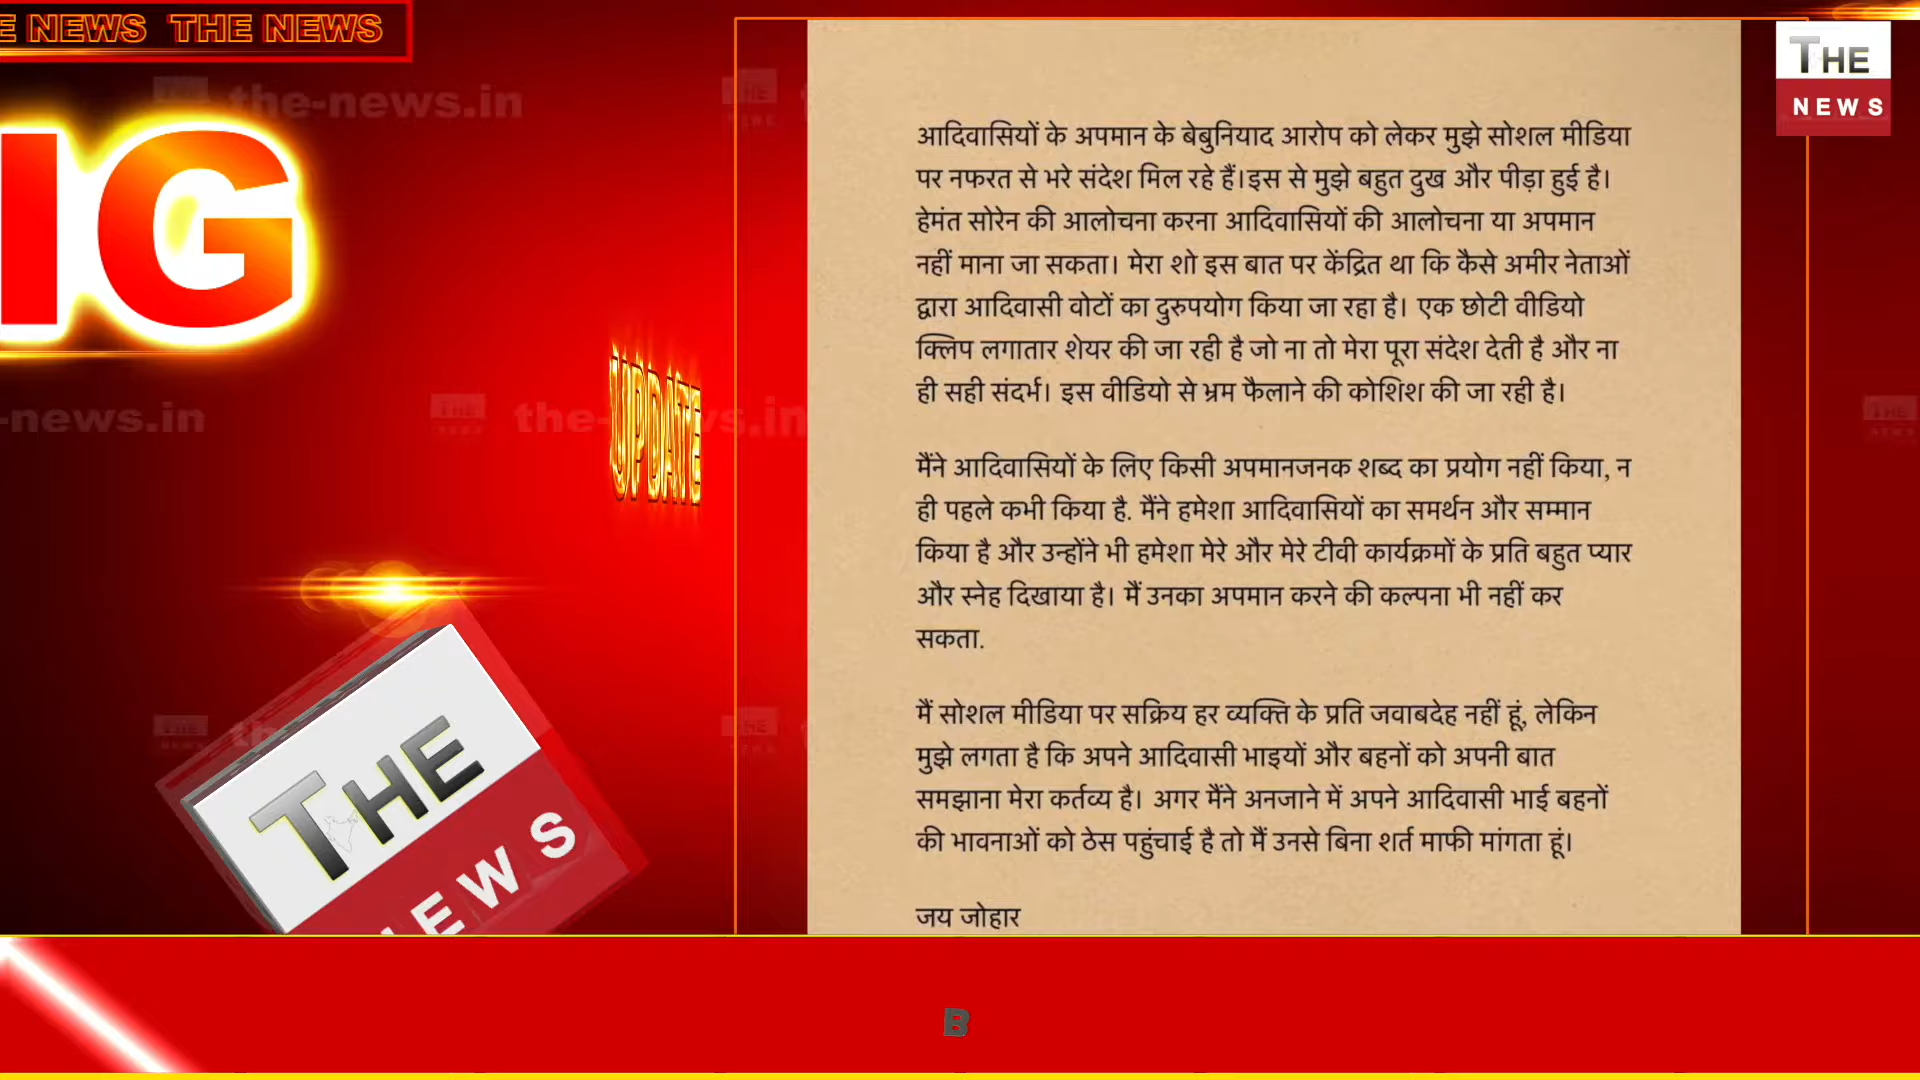 E NEWS THE NEWS
the-news.in
THE
NEWS
IG
UPDATE
-news.in
THE
the-news.in
THE
NEWS
आदिवासियों के अपमान के बेबुनियाद आरोप को लेकर मुझे सोशल मीडिया
पर नफरत से भरे संदेश मिल रहे हैं।इस से मुझे बहुत दुख और पीड़ा हुई है।
हेमंत सोरेन की आलोचना करना आदिवासियों की आलोचना या अपमान
नहीं माना जा सकता। मेरा शो इस बात पर केंद्रित था कि कैसे अमीर नेताओं
द्वारा आदिवासी वोटों का दुरुपयोग किया जा रहा है। एक छोटी वीडियो
क्लिप लगातार शेयर की जा रही है जो ना तो मेरा पूरा संदेश देती है और ना
ही सही संदर्भ। इस वीडियो से भ्रम फैलाने की कोशिश की जा रही है।
मैंने आदिवासियों के लिए किसी अपमानजनक शब्द का प्रयोग नहीं किया, न
ही पहले कभी किया है. मैंने हमेशा आदिवासियों का समर्थन और सम्मान
किया है और उन्होंने भी हमेशा मेरे और मेरे टीवी कार्यक्रमों के प्रति बहुत प्यार
और स्नेह दिखाया है। मैं उनका अपमान करने की कल्पना भी नहीं कर
सकता.
मैं सोशल मीडिया पर सक्रिय हर व्यक्ति के प्रति जवाबदेह नहीं हूं, लेकिन
मुझे लगता है कि अपने आदिवासी भाइयों और बहनों को अपनी बात
समझाना मेरा कर्तव्य है। अगर मैंने अनजाने में अपने आदिवासी भाई बहनों
की भावनाओं को ठेस पहुंचाई है तो मैं उनसे बिना शर्त माफी मांगता हूं।
जय जोहार
B